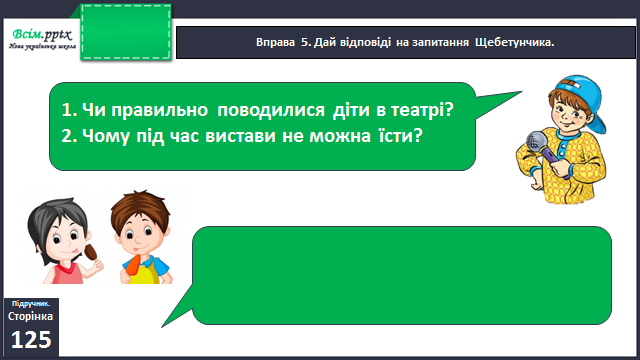 Всім.pptx
Нова українська школа
Вправа 5. Дай відповіді на запитання Щебетунчика.
1. Чи правильно поводилися діти в театрі?
2. Чому під час вистави не можна їсти?
Підручник.
Сторінка
125